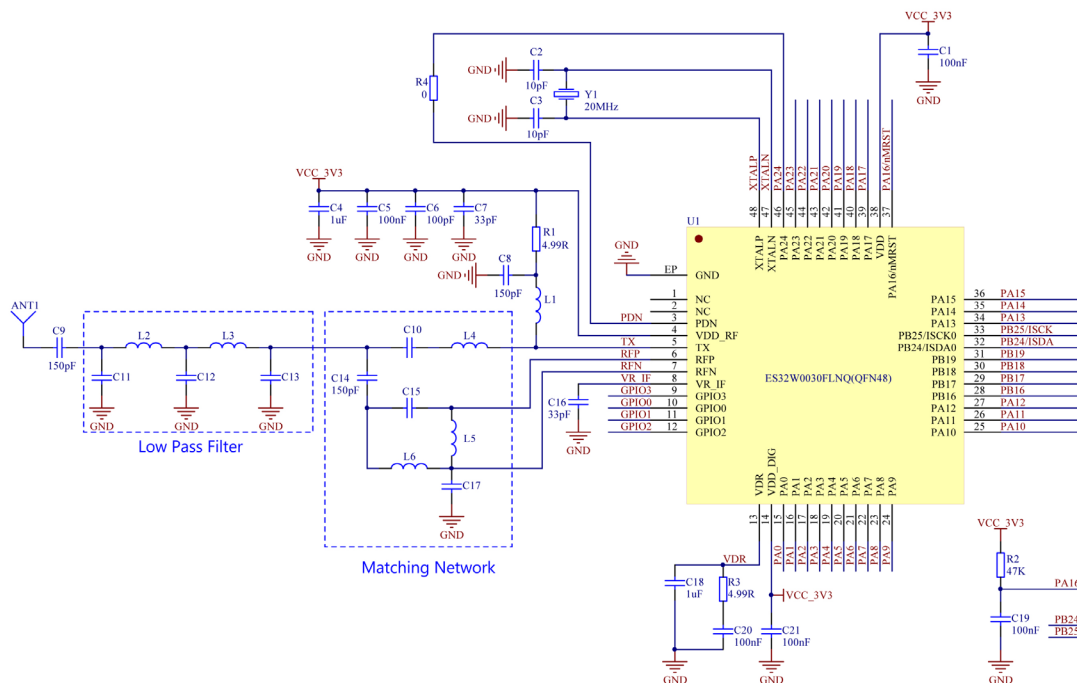 VCC_3V3
C1
100nF
GND
C2
10pF
GND
R4
0
Y1
20MHz
C3
10pF
GND
XTALP
XTALN
PA24
PA23
PA22
PA21
PA20
PA19
PA18
PA17
PA16/nMRST
48
47
46
45
44
43
42
41
40
39
38
37
VCC_3V3
C4
1uF
GND
C5
100nF
GND
C6
100pF
GND
C7
33pF
GND
R1
4.99R
C8
150pF
GND
L1
U1
XTALP
XTALN
PA24
PA23
PA22
PA21
PA20
PA19
PA18
PA17
VDD
PA16/nMRST
GND
EP GND
1 NC
2 NC
PDN 3 PDN
4 VDD_RF
TX 5 TX
RFP 6 RFP
RFN 7 RFN
VR_IF 8 VR_IF
GPIO3 9 GPIO3
GPIO0 10 GPIO0
GPIO1 11 GPIO1
GPIO2 12 GPIO2
ES32W0030FLNQ(QFN48)
PA15 36 PA15
PA14 35 PA14
PA13 34 PA13
PB25/ISCK0 33 PB25/ISCK
PB24/ISDA0 32 PB24/ISDA
PB19 31 PB19
PB18 30 PB18
PB17 29 PB17
PB16 28 PB16
PA12 27 PA12
PA11 26 PA11
PA10 25 PA10
ANT1
C9
150pF
L2
L3
C11
GND
C12
GND
C13
GND
Low Pass Filter
C10
L4
C14
150pF
C15
L5
L6
C17
GND
Matching Network
C16
33pF
GND
VDR
VDD_DIG
PA0
PA1
PA2
PA3
PA4
PA5
PA6
PA7
PA8
PA9
13
14
15
16
17
18
19
20
21
22
23
24
PA0
PA1
PA2
PA3
PA4
PA5
PA6
PA7
PA8
PA9
VDR
C18
1uF
R3
4.99R
C20
100nF
GND
VCC_3V3
C21
100nF
GND
VCC_3V3
R2
47K
PA16
C19
100nF
GND
PB24
PB25